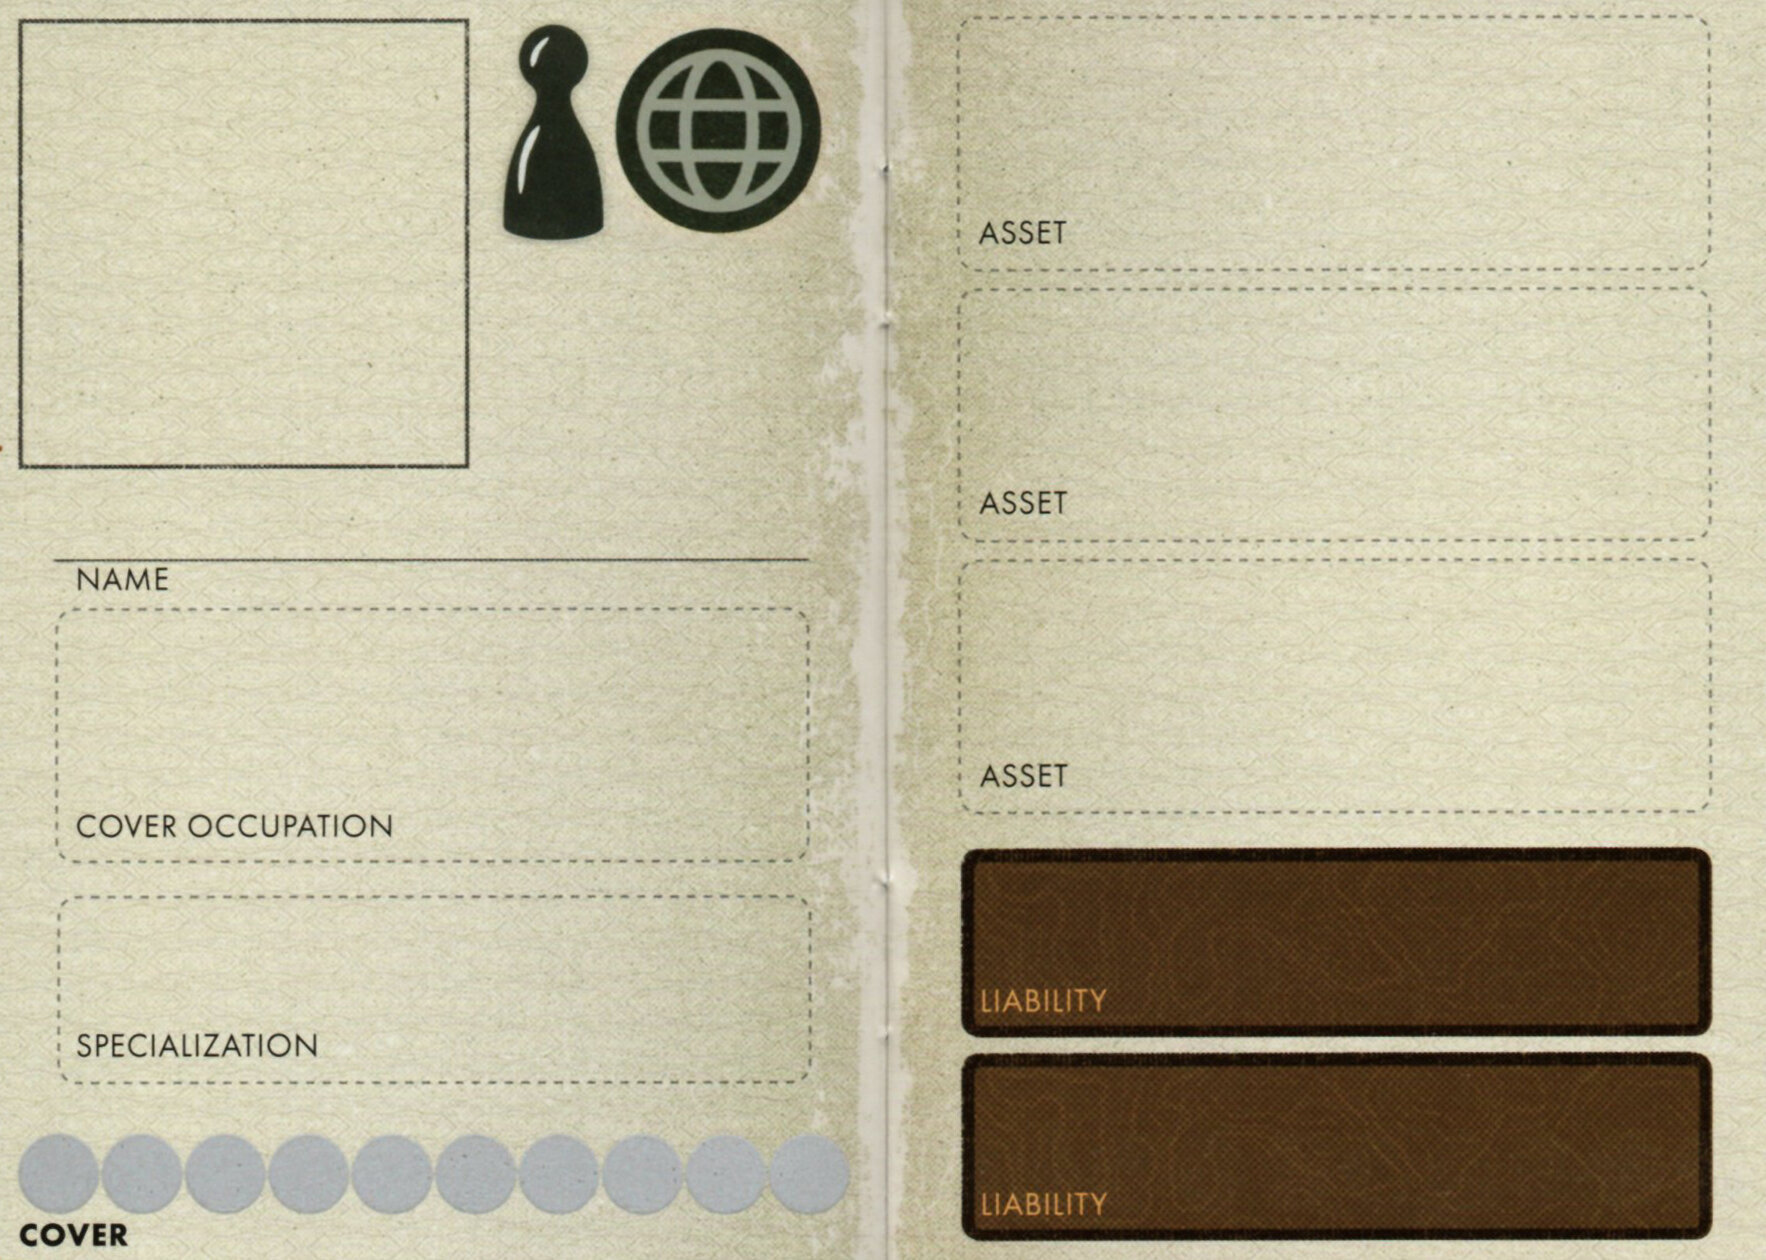 NAME
COVER OCCUPATION
SPECIALIZATION
COVER
ASSET
ASSET
ASSET
LIABILITY
LIABILITY